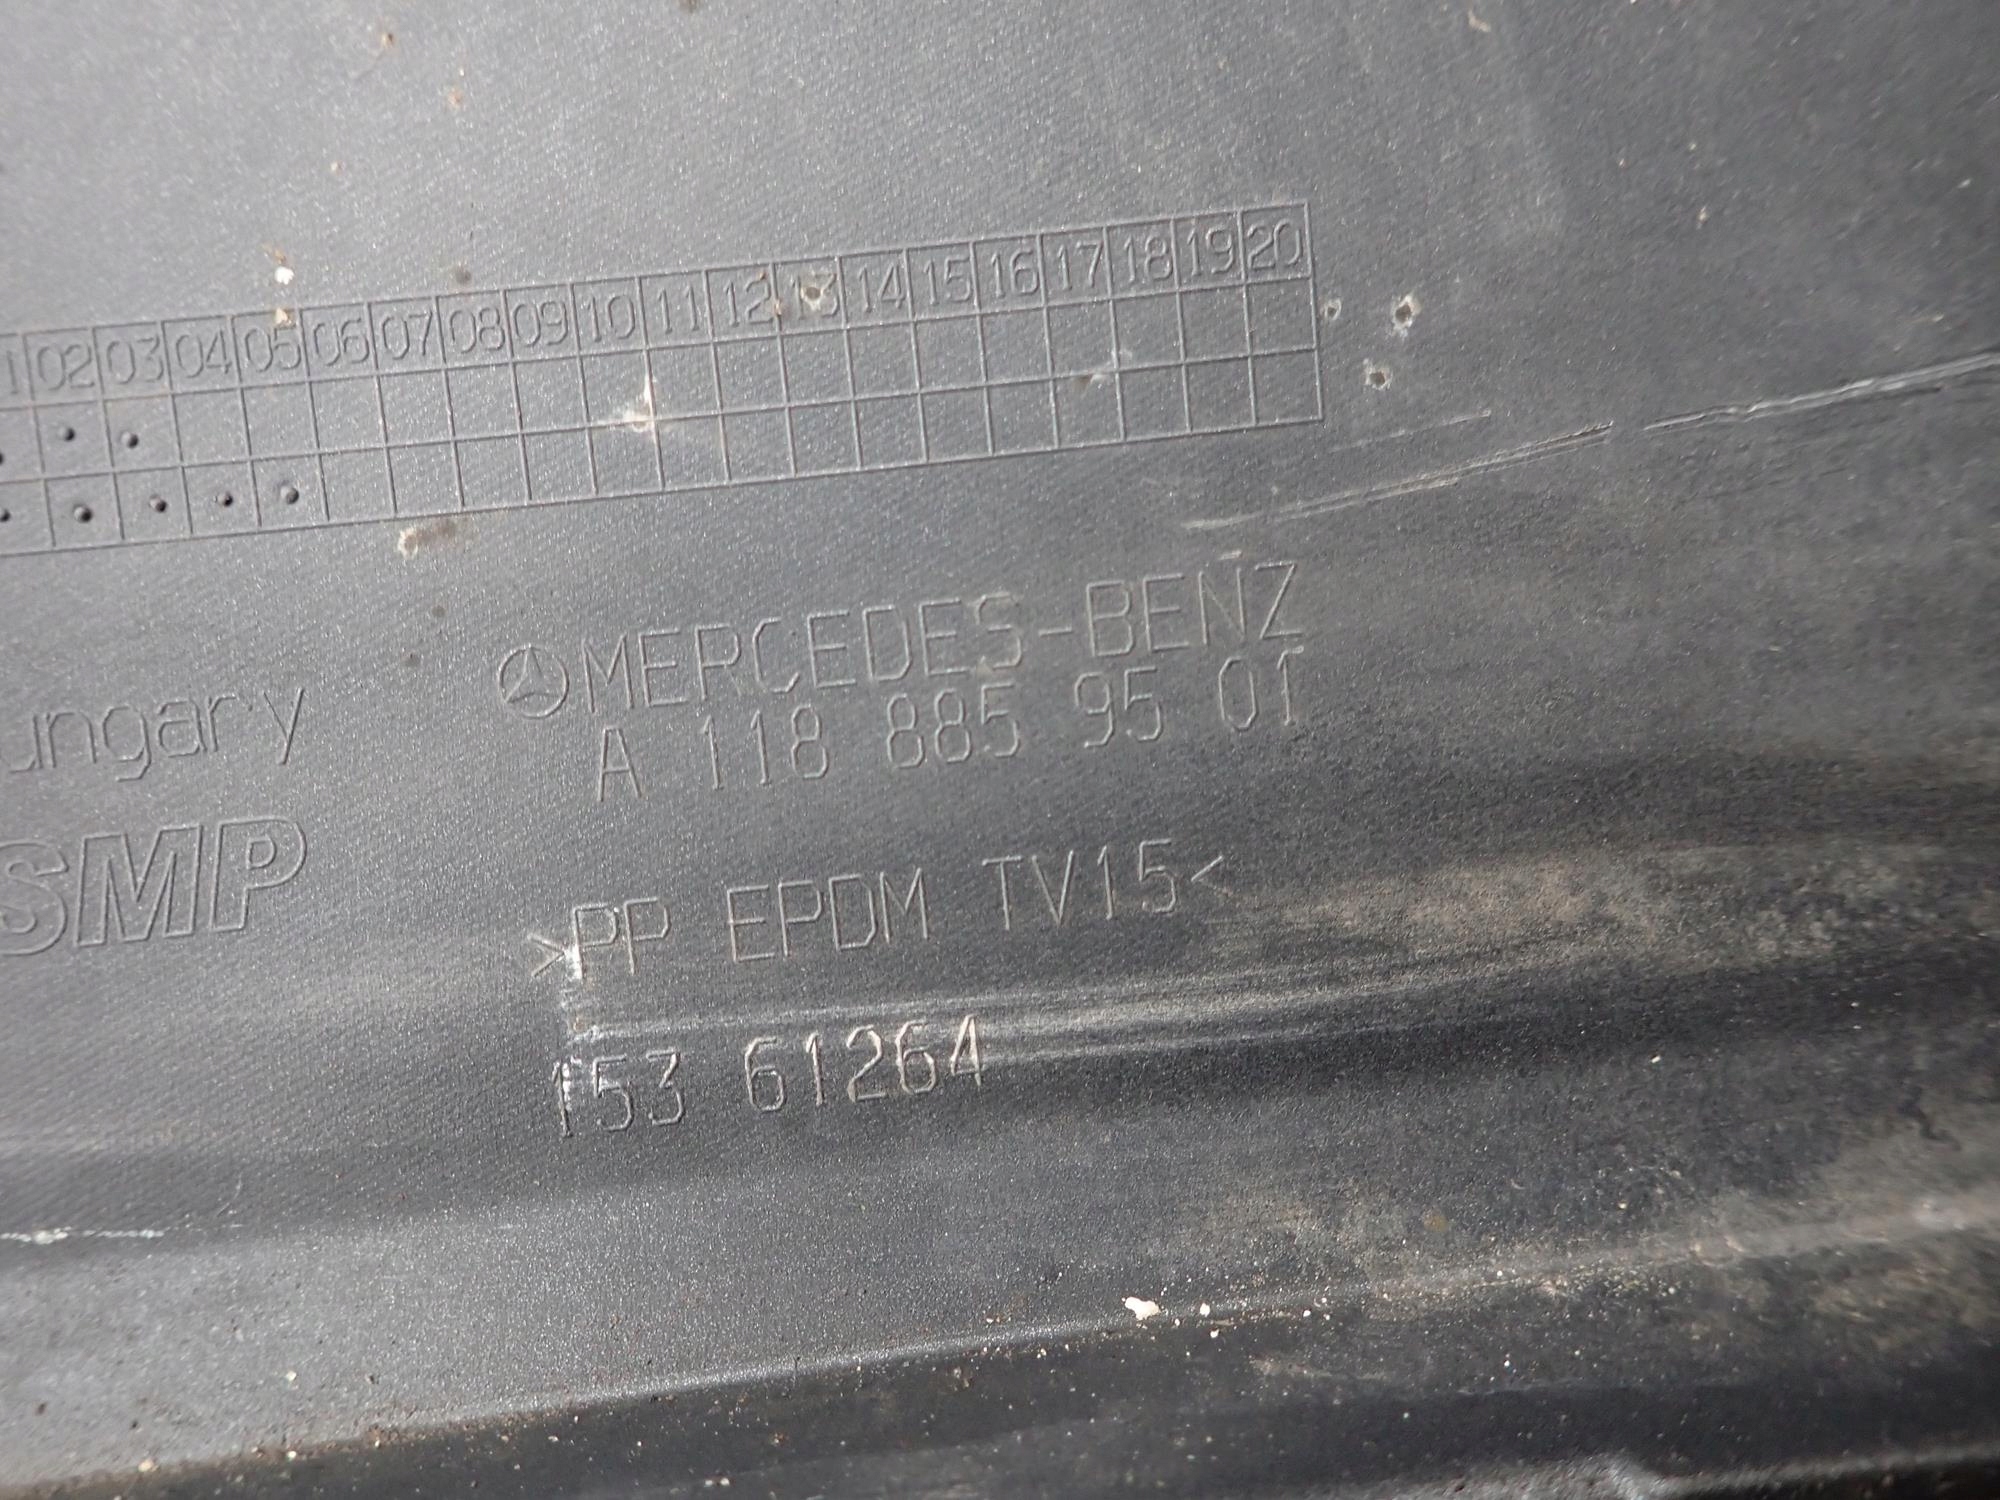 1 02 03 04 05 06 07 08 09 10 11 12 13 14 15 16 17 18 19 20
MERCEDES-BENZ
A 118 885 95 01
ungary
SMP
>PP EPDM TV15<
153 61264